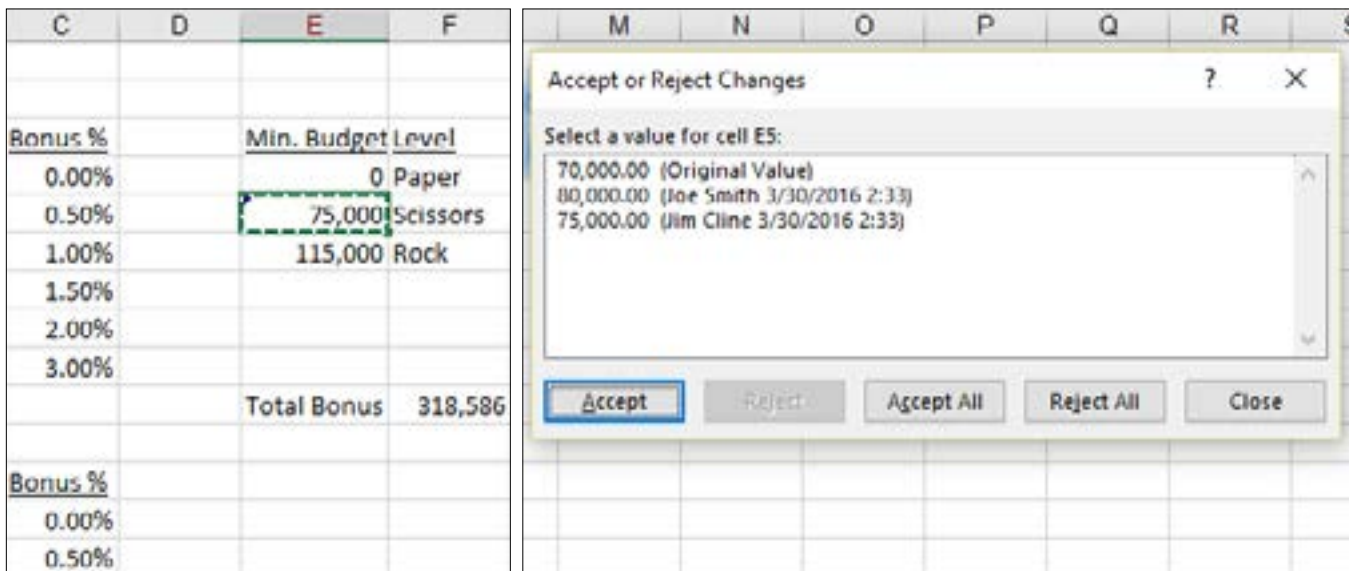 C D E F
Bonus % Min. Budget Level
0.00% 0 Paper
0.50% 75,000 Scissors
1.00% 115,000 Rock
1.50%
2.00%
3.00%
Total Bonus 318,586
Bonus %
0.00%
0.50%
M N O P Q R
Accept or Reject Changes ? X
Select a value for cell E5:
70,000.00 (Original Value)
80,000.00 (Joe Smith 3/30/2016 2:33)
75,000.00 (Jim Cline 3/30/2016 2:33)
Accept Reject Accept All Reject All Close